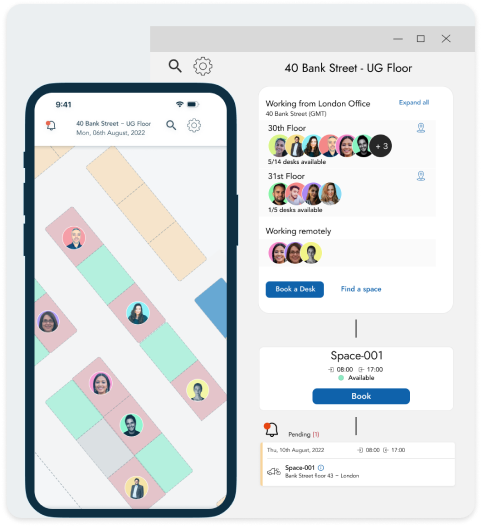 40 Bank Street - UG Floor
9:41
40 Bank Street - UG Floor
Mon, 06th August, 2022
Working from London Office
Expand all
40 Bank Street (GMT)
30th Floor
+ 3
5/14 desks available
31st Floor
1/5 desks available
Working remotely
Book a Desk
Find a space
Space-001
08:00 17:00
Available
Book
Pending (1)
Thu, 10th August, 2022 08:00 17:00
Space-001
Bank Street floor 43 - London